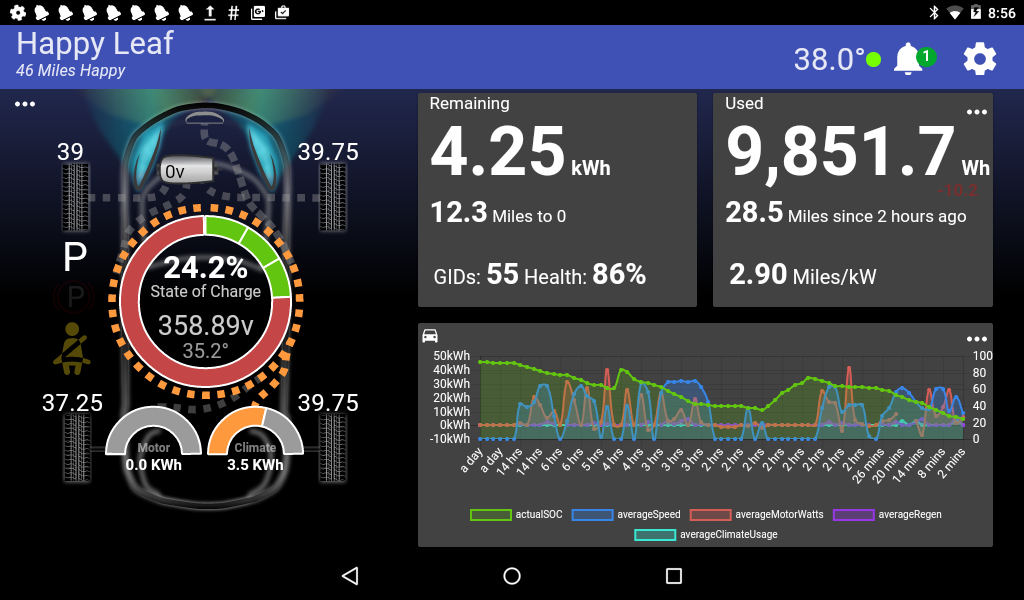 8:56
Happy Leaf
46 Miles Happy
38.0°
1
39
39.75
0v
P
P
24.2%
State of Charge
358.89v
35.2°
37.25
39.75
Motor
0.0 KWh
Climate
3.5 KWh
Remaining
4.25 kWh
12.3 Miles to 0
GIDs: 55 Health: 86%
Used
9,851.7 Wh
-10.3
28.5 Miles since 2 hours ago
2.90 Miles/kW
50kWh
40kWh
30kWh
20kWh
10kWh
0kWh
-10kWh
100
80
60
40
20
0
a day
a day
14 hrs
14 hrs
6 hrs
6 hrs
5 hrs
4 hrs
4 hrs
3 hrs
3 hrs
3 hrs
2 hrs
2 hrs
2 hrs
2 hrs
2 hrs
2 hrs
2 hrs
26 mins
20 mins
14 mins
8 mins
2 mins
actualSOC
averageSpeed
averageMotorWatts
averageRegen
averageClimateUsage